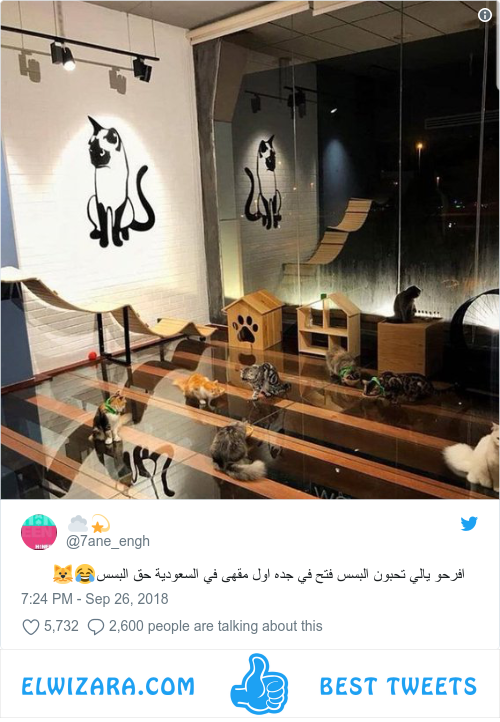 @7ane_engh
افرحو يالي تحبون البسس فتح في جده اول مقهى في السعودية حق البسس😂😺
7:24 PM - Sep 26, 2018
5,732 2,600 people are talking about this
ELWIZARA.COM BEST TWEETS